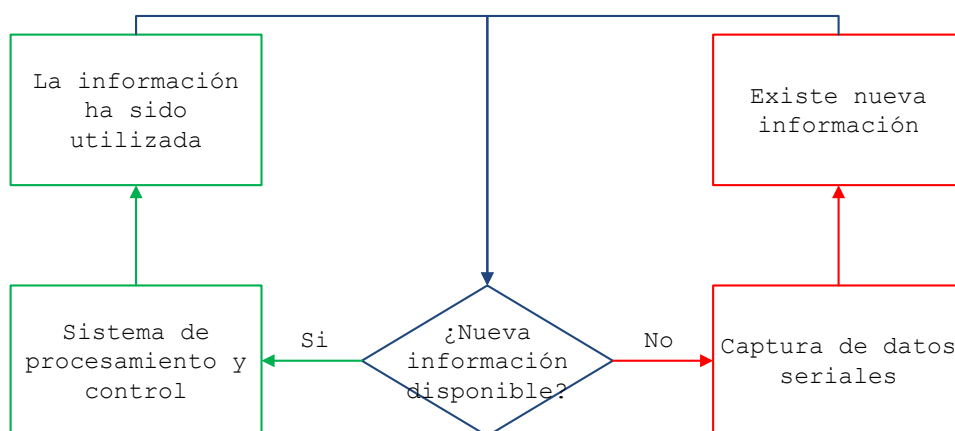 La información
ha sido
utilizada
Existe nueva
información
Sistema de
procesamiento y
control
Si
¿Nueva
información
disponible?
No
Captura de datos
seriales